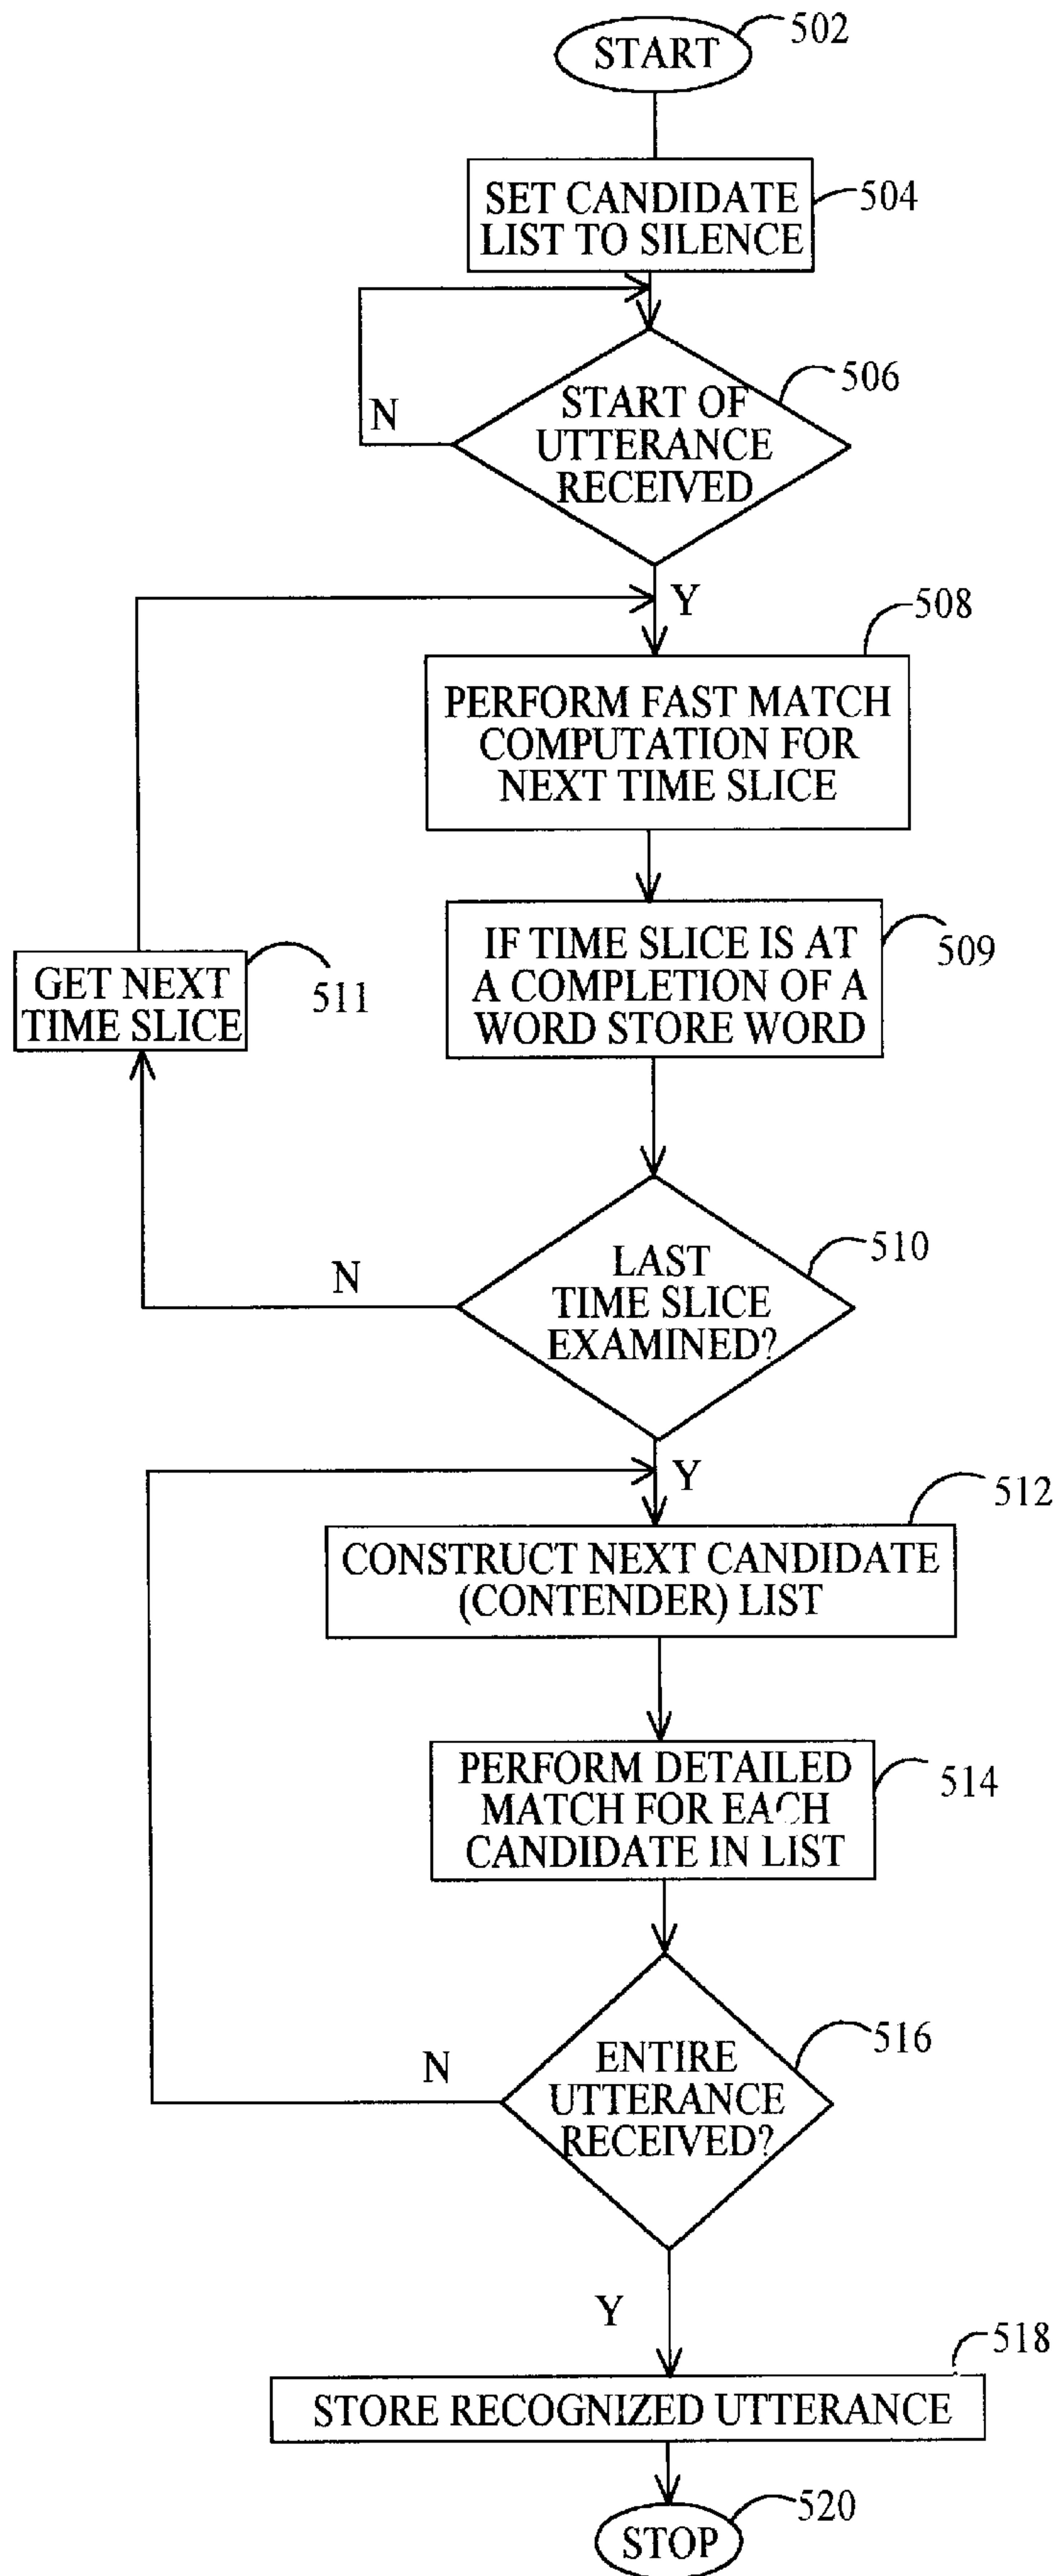 START
502
SET CANDIDATE
LIST TO SILENCE
504
START OF
UTTERANCE
RECEIVED
506
N
Y
PERFORM FAST MATCH
COMPUTATION FOR
NEXT TIME SLICE
508
IF TIME SLICE IS AT
A COMPLETION OF A
WORD STORE WORD
509
GET NEXT
TIME SLICE
511
LAST
TIME SLICE
EXAMINED?
510
N
Y
CONSTRUCT NEXT CANDIDATE
(CONTENDER) LIST
512
PERFORM DETAILED
MATCH FOR EACH
CANDIDATE IN LIST
514
ENTIRE
UTTERANCE
RECEIVED?
516
N
Y
STORE RECOGNIZED UTTERANCE
518
STOP
520